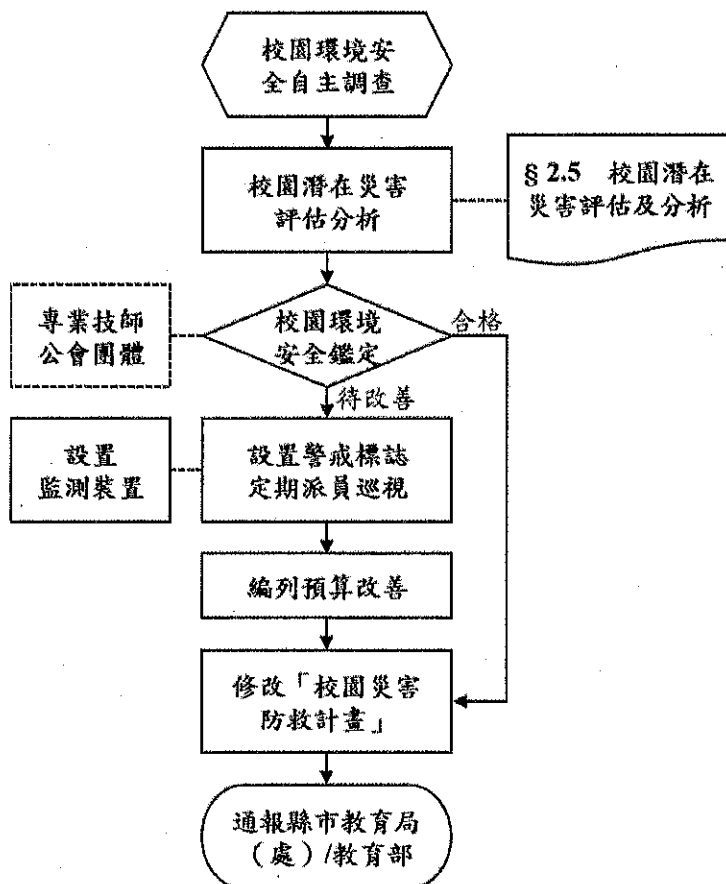 校園環境安
全自主調查
校園潛在災害
評估分析
§ 2.5 校園潛在
災害評估及分析
專業技師
公會團體
校園環境
安全鑑定
合格
待改善
設置
監測裝置
設置警戒標誌
定期派員巡視
編列預算改善
修改「校園災害
防救計畫」
通報縣市教育局
（處）/教育部